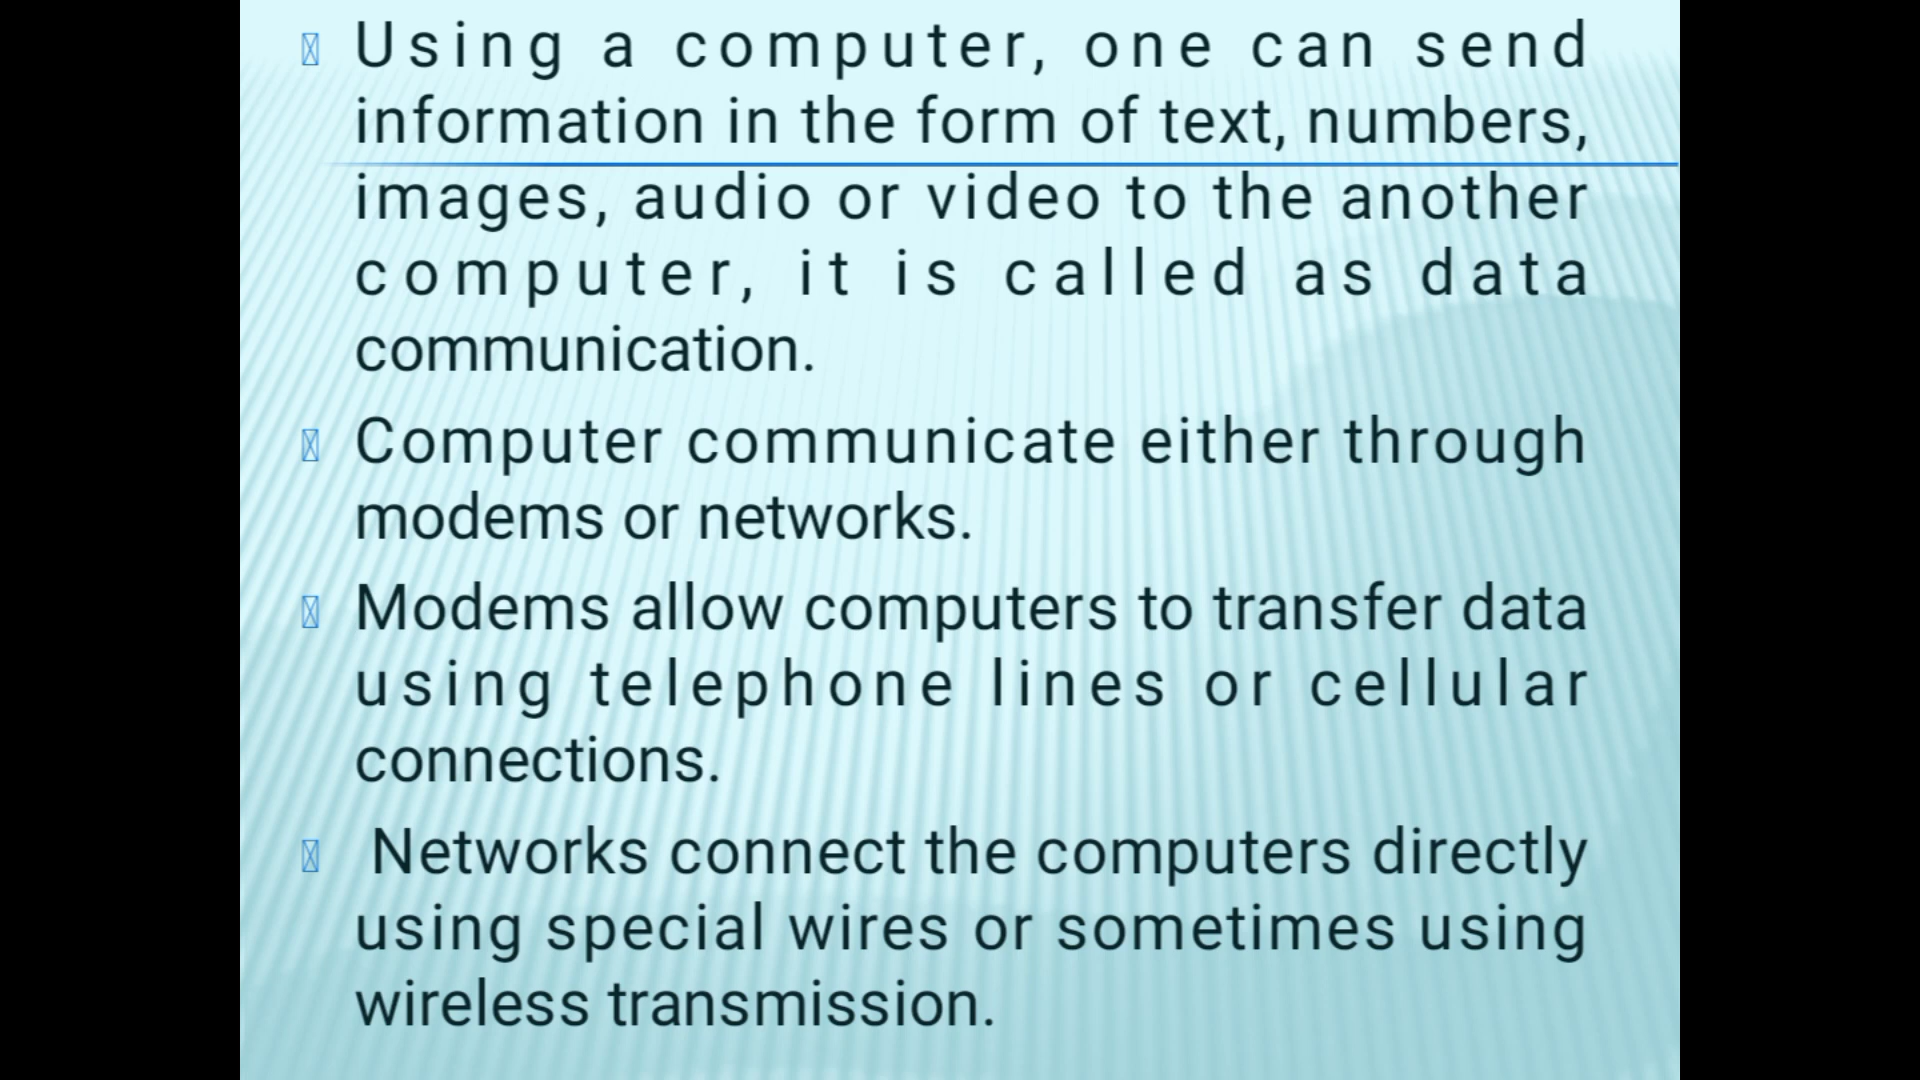 Using a computer, one can send
information in the form of text, numbers,
images, audio or video to the another
computer, it is called as data
communication.
Computer communicate either through
modems or networks.
Modems allow computers to transfer data
using telephone lines or cellular
connections.
Networks connect the computers directly
using special wires or sometimes using
wireless transmission.